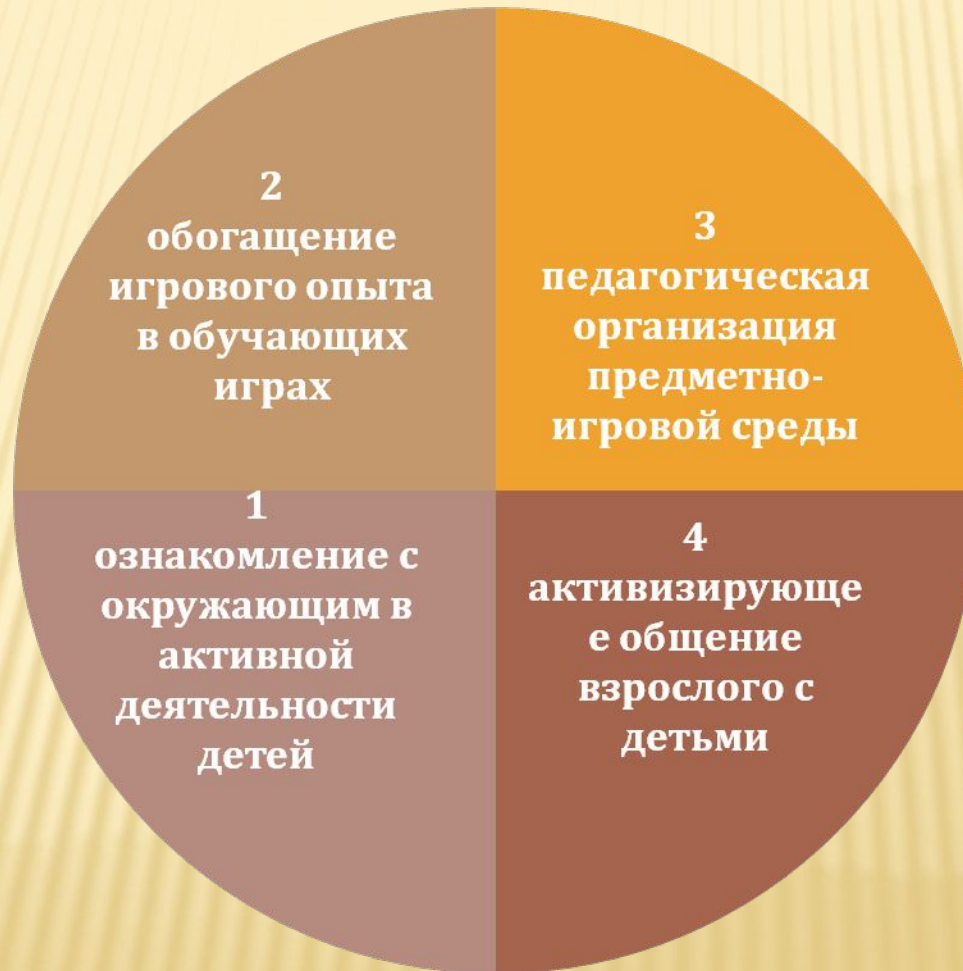 2
обогащение
игрового опыта
в обучающих
играх
3
педагогическая
организация
предметно-
игровой среды
1
ознакомление с
окружающим в
активной
деятельности
детей
4
активизирующе
е общение
взрослого с
детьми